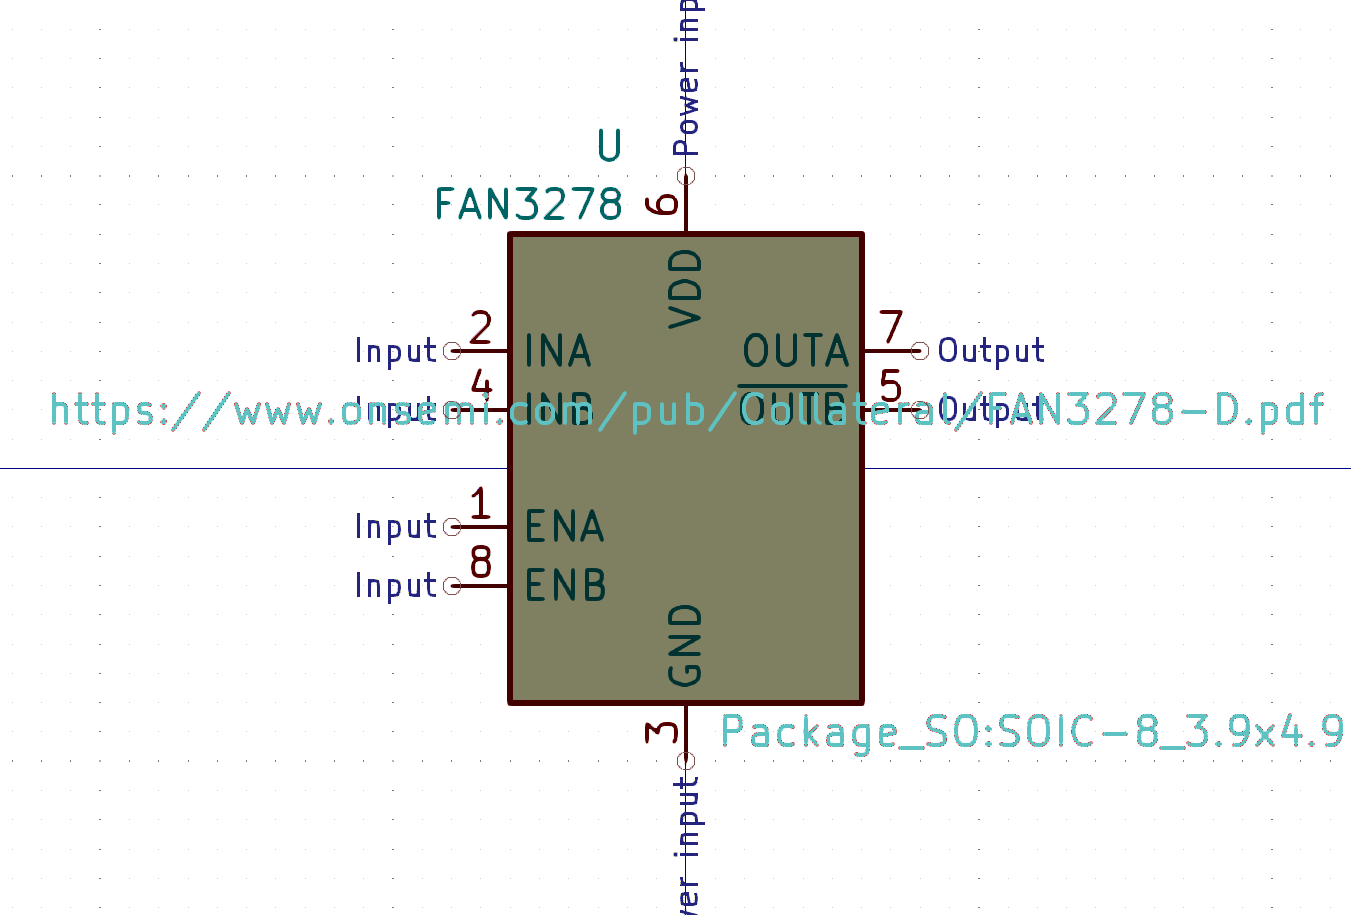 Power inp
U
6
FAN3278
VDD
Input 2 INA OUTA 7 Output
Input 4 INB OUTB 5 Output
https://www.onsemi.com/pub/Collateral/FAN3278-D.pdf
Input 1 ENA
Input 8 ENB
GND
3
Package_SO:SOIC-8_3.9x4.9
wer input